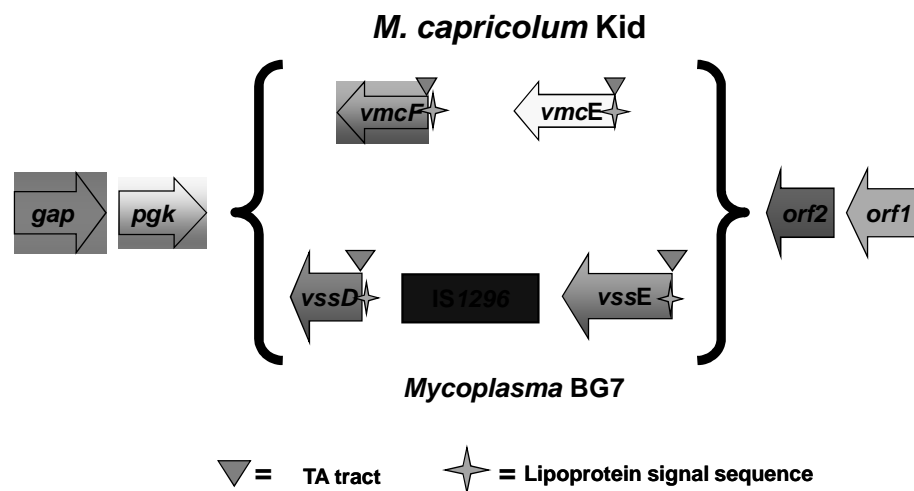 M. capricolum Kid
vmcF vmcE
gap pgk orf2 orf1
vssD IS1296 vssE
Mycoplasma BG7
= TA tract = Lipoprotein signal sequence